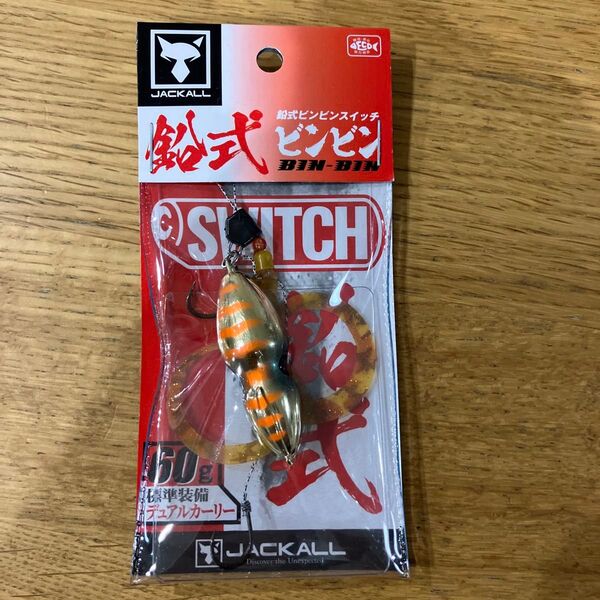 JACKALL
鉛式ビンビンスイッチ
鉛式
ビンビン
BIN-BIN
SWITCH
鉛式
60g
標準装備
デュアルカーリー
JACKALL
Discover the Unexpected